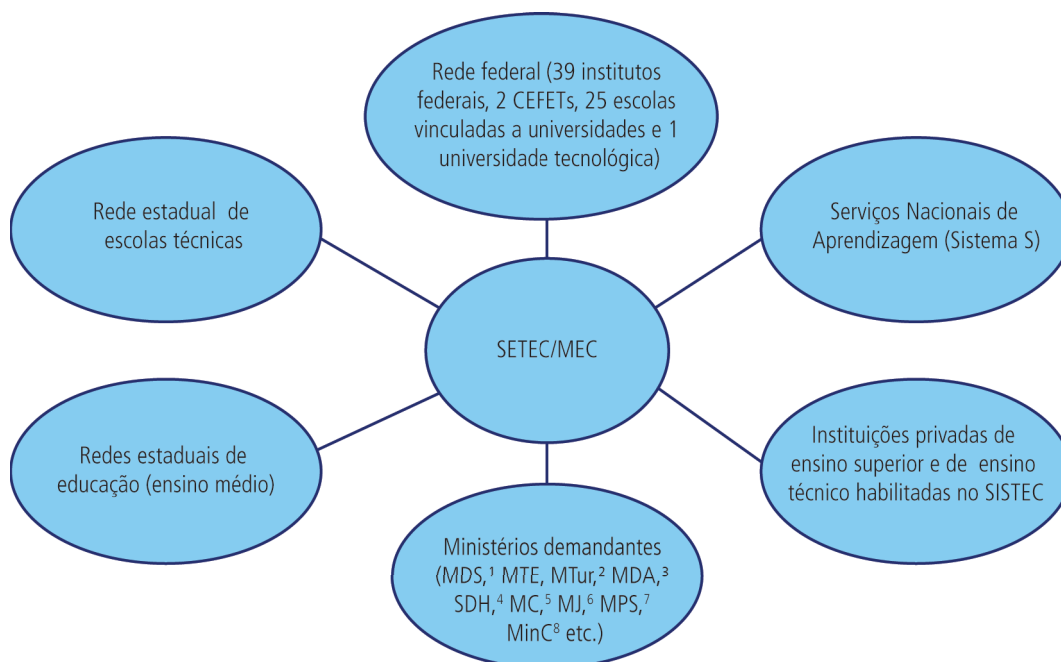 Rede federal (39 institutos
federais, 2 CEFETs, 25 escolas
vinculadas a universidades e 1
universidade tecnológica)
Rede estadual de
escolas técnicas
Serviços Nacionais de
Aprendizagem (Sistema S)
SETEC/MEC
Redes estaduais de
educação (ensino médio)
Instituições privadas de
ensino superior e de ensino
técnico habilitadas no SISTEC
Ministérios demandantes
(MDS,¹ MTE, MTur,² MDA,³
SDH,⁴ MC,⁵ MJ,⁶ MPS,⁷
MinC⁸ etc.)